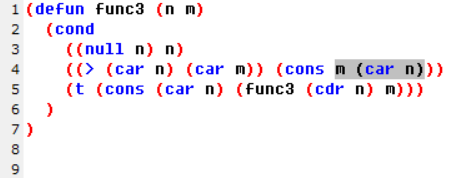 1 (defun func3 (n m)
2 (cond
3 ((null n) n)
4 ((> (car n) (car m)) (cons m (car n)))
5 (t (cons (car n) (func3 (cdr n) m)))
6 )
7 )
8
9